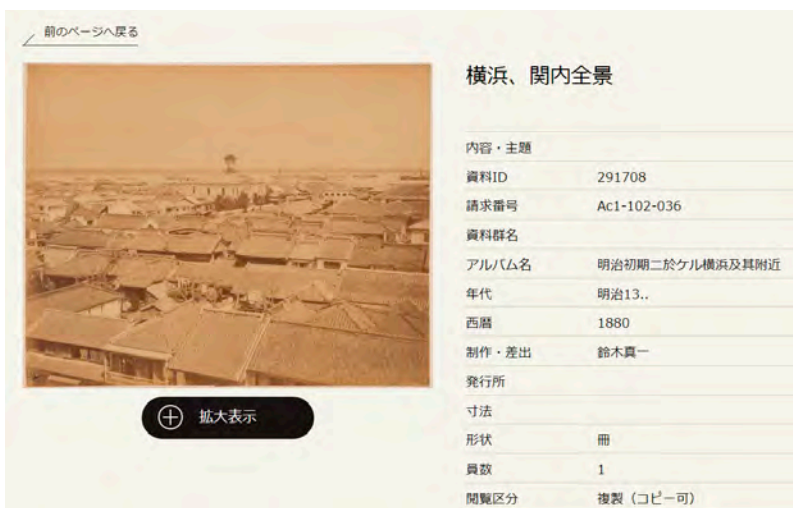 前のページへ戻る
横浜、関内全景
内容・主題
資料ID 291708
請求番号 Ac1-102-036
資料群名
アルバム名 明治初期二於ケル横浜及其附近
年代 明治13..
西暦 1880
制作・差出 鈴木真一
発行所
寸法
形状 冊
員数 1
閲覧区分 複製（コピー可）
拡大表示